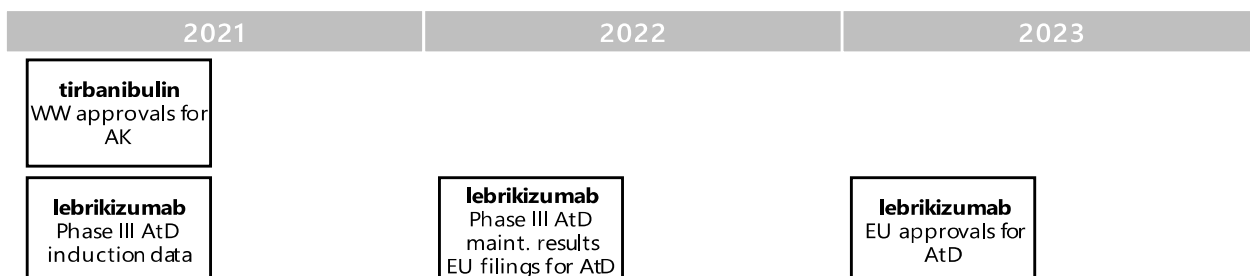 2021
2022
2023
tirbanibulin
WW approvals for
AK
lebrikizumab
Phase III AtD
induction data
lebrikizumab
Phase III AtD
maint. results
EU filings for AtD
lebrikizumab
EU approvals for
AtD